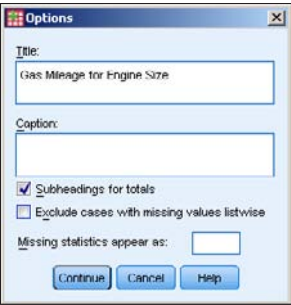 Options
Title:
Gas Mileage for Engine Size
Caption:
Subheadings for totals
Exclude cases with missing values listwise
Missing statistics appear as:
Continue Cancel Help